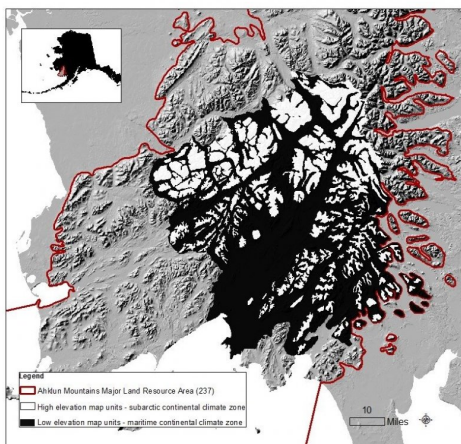 Legend
Ahklun Mountains Major Land Resource Area (237)
High elevation map units - subarctic continental climate zone
Low elevation map units - maritime continental climate zone
10
Miles